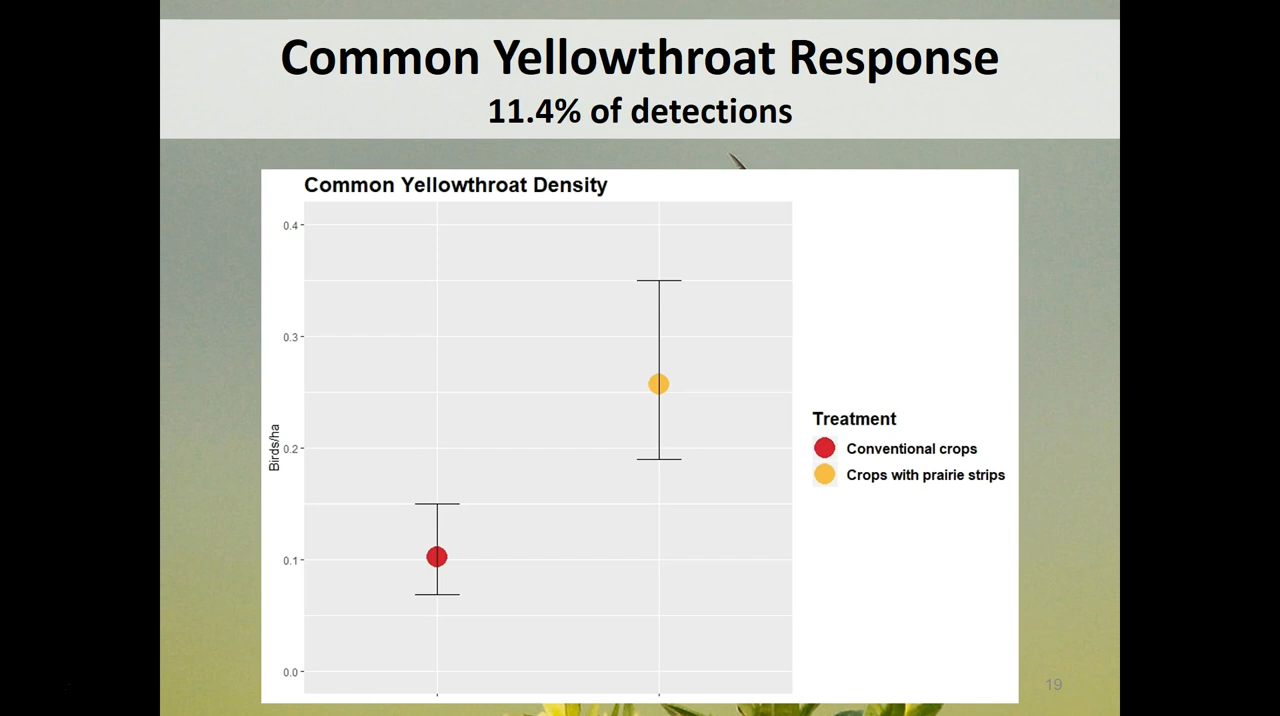 Common Yellowthroat Response
11.4% of detections
Common Yellowthroat Density
0.4
0.3
0.2
0.1
0.0
Birds/ha
Treatment
Conventional crops
Crops with prairie strips
19